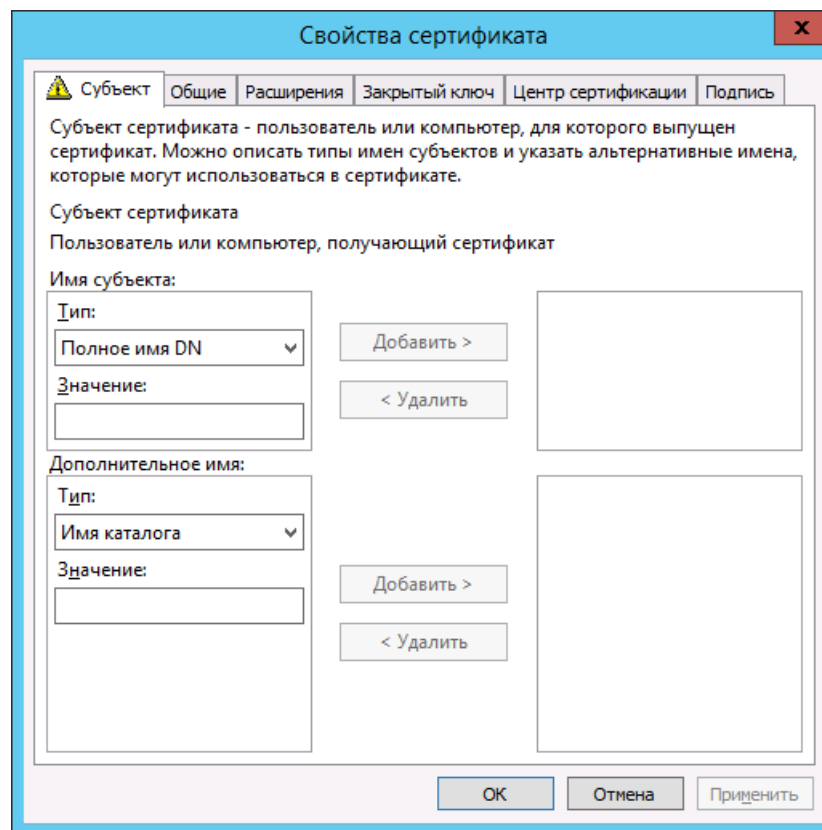 Свойства сертификата
x
Субъект
Общие
Расширения
Закрытый ключ
Центр сертификации
Подпись
Субъект сертификата - пользователь или компьютер, для которого выпущен
сертификат. Можно описать типы имен субъектов и указать альтернативные имена,
которые могут использоваться в сертификате.
Субъект сертификата
Пользователь или компьютер, получающий сертификат
Имя субъекта:
Тип:
Полное имя DN
Добавить >
Значение:
< Удалить
Дополнительное имя:
Тип:
Имя каталога
Значение:
Добавить >
< Удалить
ОК
Отмена
Применить